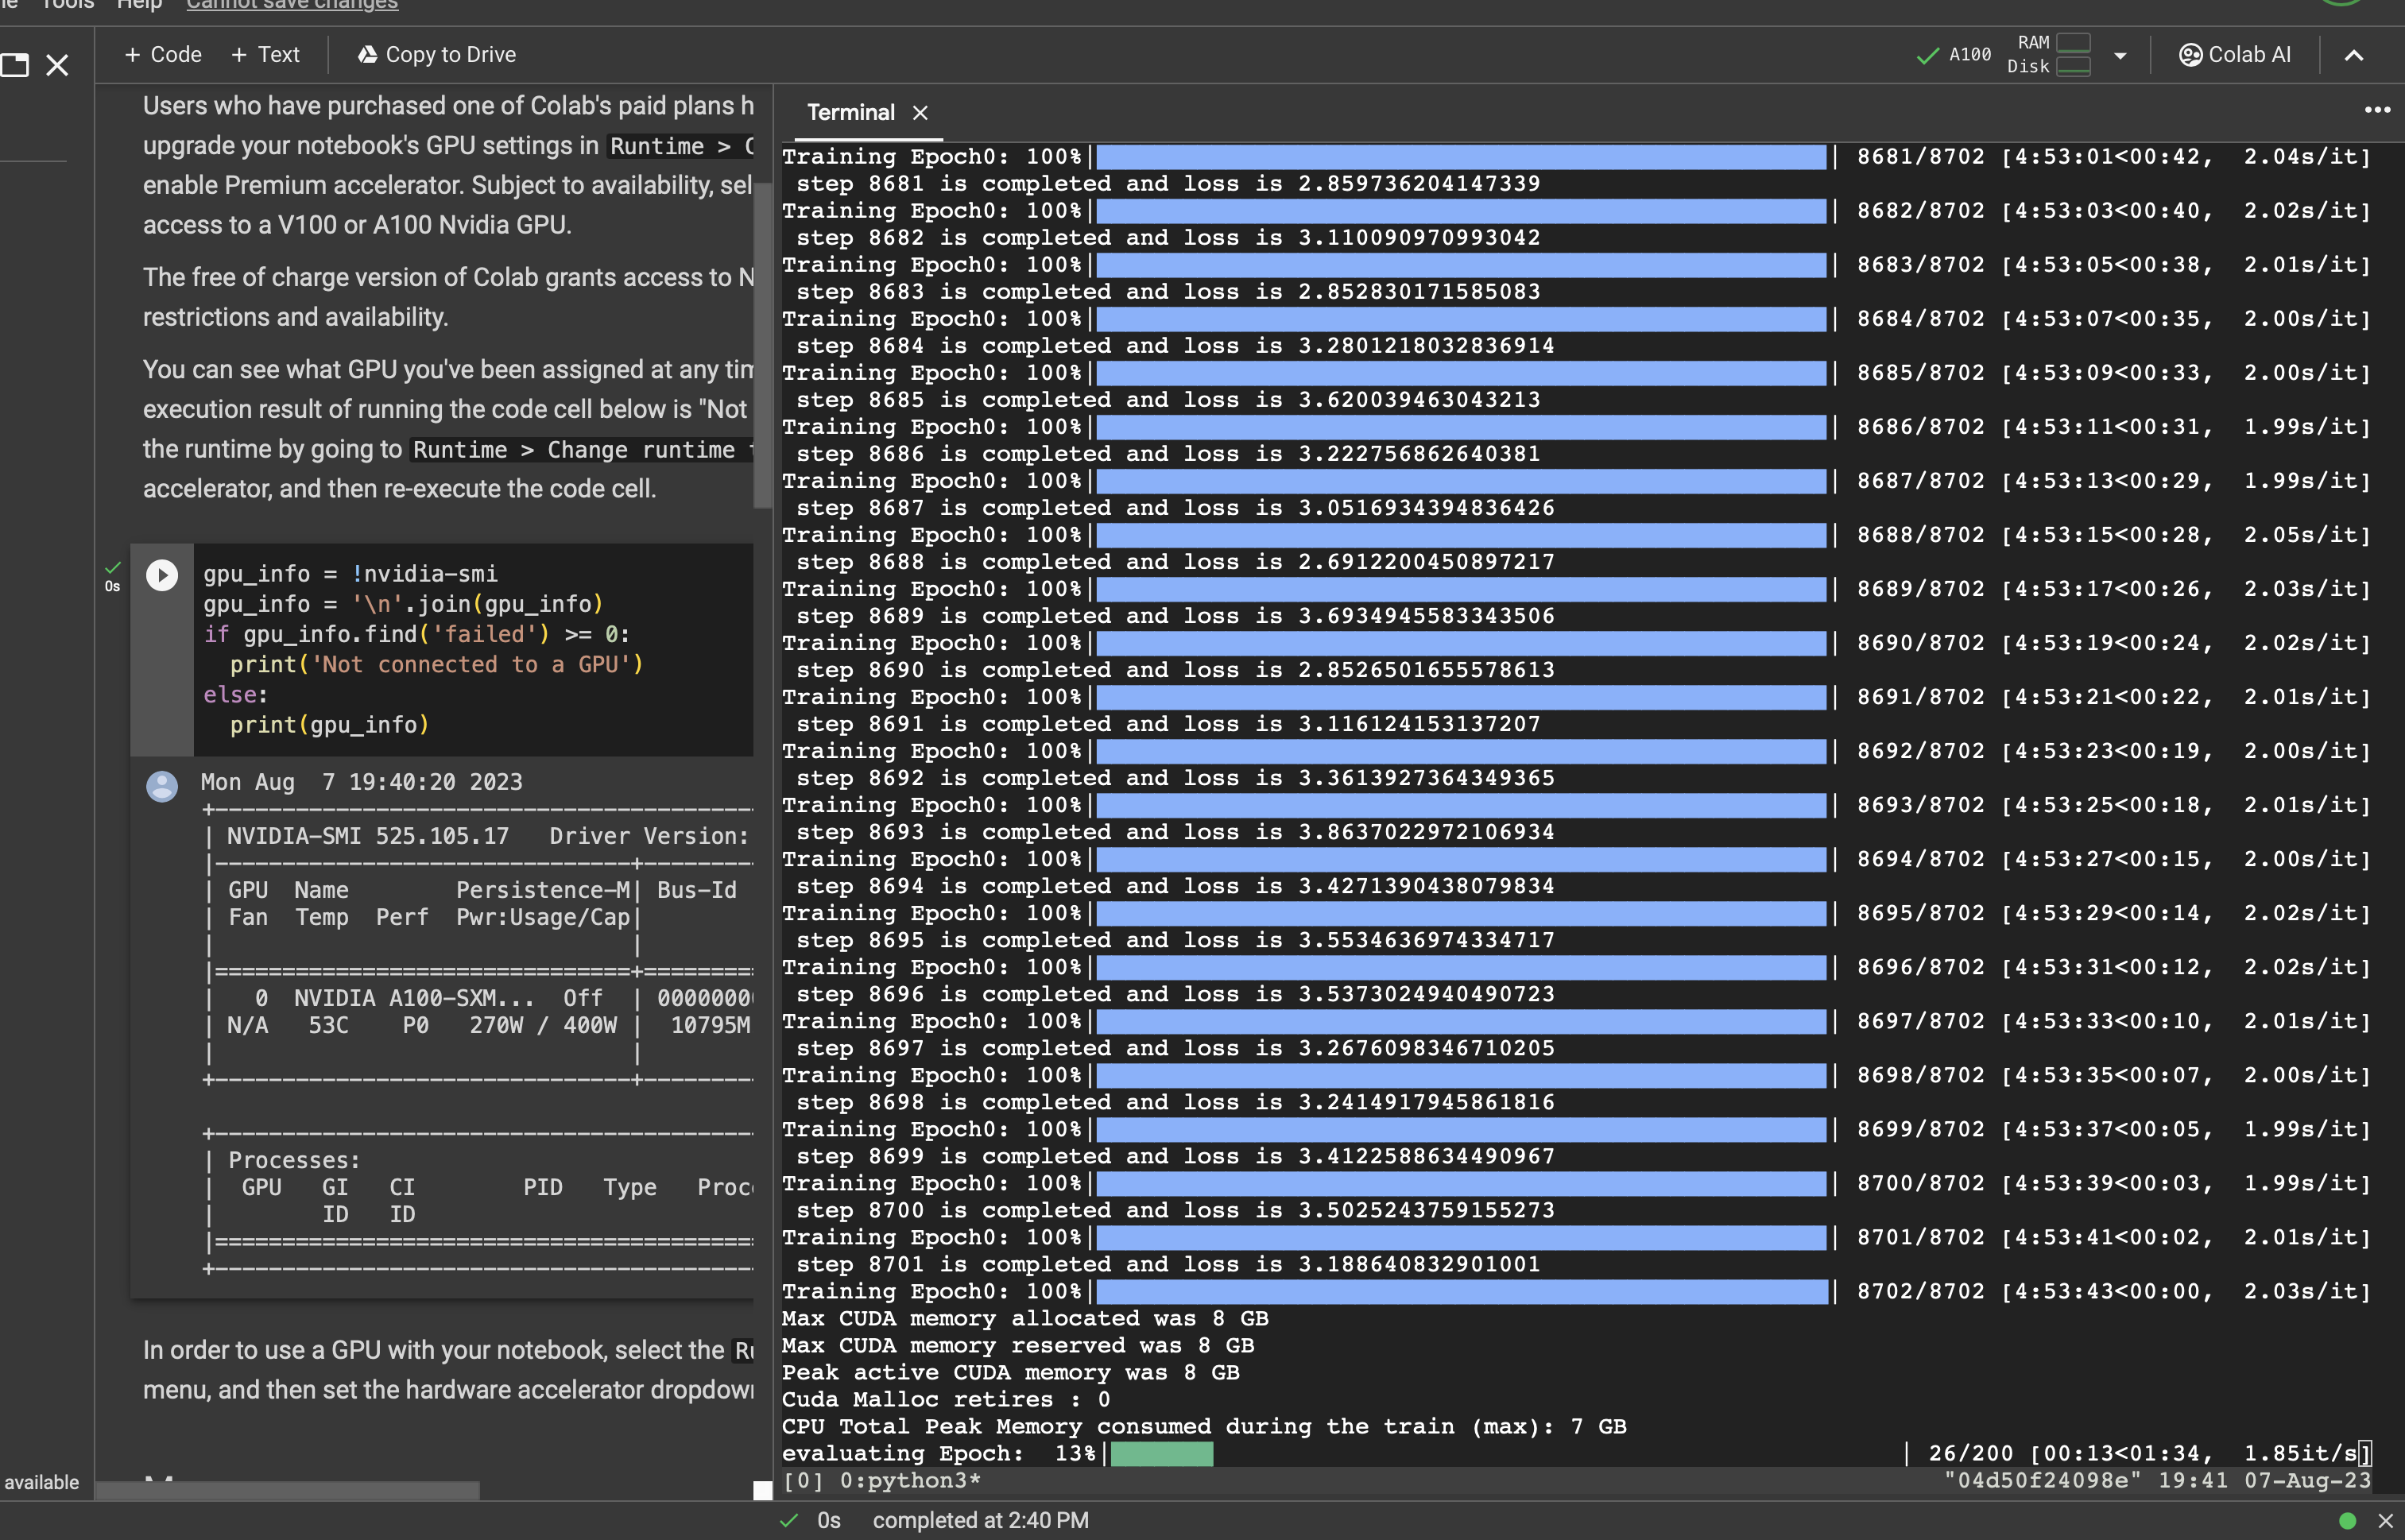 Tools Help Cannot save changes
+ Code + Text Copy to Drive
A100 RAM Disk Colab AI
Users who have purchased one of Colab's paid plans h
upgrade your notebook's GPU settings in Runtime > C
enable Premium accelerator. Subject to availability, sel
access to a V100 or A100 Nvidia GPU.
The free of charge version of Colab grants access to N
restrictions and availability.
You can see what GPU you've been assigned at any tim
execution result of running the code cell below is "Not
the runtime by going to Runtime > Change runtime t
accelerator, and then re-execute the code cell.
0s
gpu_info = !nvidia-smi
gpu_info = '\n'.join(gpu_info)
if gpu_info.find('failed') >= 0:
  print('Not connected to a GPU')
else:
  print(gpu_info)
Mon Aug  7 19:40:20 2023
| NVIDIA-SMI 525.105.17   Driver Version:
| GPU  Name        Persistence-M| Bus-Id
| Fan  Temp  Perf  Pwr:Usage/Cap|
|   0  NVIDIA A100-SXM...  Off  | 0000000
| N/A   53C    P0   270W / 400W |  10795M
| Processes:
|  GPU   GI   CI        PID   Type   Proc
|        ID   ID
In order to use a GPU with your notebook, select the Ru
menu, and then set the hardware accelerator dropdown
available
Terminal
Training Epoch0: 100%| | 8681/8702 [4:53:01<00:42,  2.04s/it]
step 8681 is completed and loss is 2.859736204147339
Training Epoch0: 100%| | 8682/8702 [4:53:03<00:40,  2.02s/it]
step 8682 is completed and loss is 3.110090970993042
Training Epoch0: 100%| | 8683/8702 [4:53:05<00:38,  2.01s/it]
step 8683 is completed and loss is 2.852830171585083
Training Epoch0: 100%| | 8684/8702 [4:53:07<00:35,  2.00s/it]
step 8684 is completed and loss is 3.2801218032836914
Training Epoch0: 100%| | 8685/8702 [4:53:09<00:33,  2.00s/it]
step 8685 is completed and loss is 3.620039463043213
Training Epoch0: 100%| | 8686/8702 [4:53:11<00:31,  1.99s/it]
step 8686 is completed and loss is 3.222756862640381
Training Epoch0: 100%| | 8687/8702 [4:53:13<00:29,  1.99s/it]
step 8687 is completed and loss is 3.0516934394836426
Training Epoch0: 100%| | 8688/8702 [4:53:15<00:28,  2.05s/it]
step 8688 is completed and loss is 2.6912200450897217
Training Epoch0: 100%| | 8689/8702 [4:53:17<00:26,  2.03s/it]
step 8689 is completed and loss is 3.6934945583343506
Training Epoch0: 100%| | 8690/8702 [4:53:19<00:24,  2.02s/it]
step 8690 is completed and loss is 2.8526501655578613
Training Epoch0: 100%| | 8691/8702 [4:53:21<00:22,  2.01s/it]
step 8691 is completed and loss is 3.116124153137207
Training Epoch0: 100%| | 8692/8702 [4:53:23<00:19,  2.00s/it]
step 8692 is completed and loss is 3.3613927364349365
Training Epoch0: 100%| | 8693/8702 [4:53:25<00:18,  2.01s/it]
step 8693 is completed and loss is 3.8637022972106934
Training Epoch0: 100%| | 8694/8702 [4:53:27<00:15,  2.00s/it]
step 8694 is completed and loss is 3.4271390438079834
Training Epoch0: 100%| | 8695/8702 [4:53:29<00:14,  2.02s/it]
step 8695 is completed and loss is 3.5534636974334717
Training Epoch0: 100%| | 8696/8702 [4:53:31<00:12,  2.02s/it]
step 8696 is completed and loss is 3.5373024940490723
Training Epoch0: 100%| | 8697/8702 [4:53:33<00:10,  2.01s/it]
step 8697 is completed and loss is 3.2676098346710205
Training Epoch0: 100%| | 8698/8702 [4:53:35<00:07,  2.00s/it]
step 8698 is completed and loss is 3.2414917945861816
Training Epoch0: 100%| | 8699/8702 [4:53:37<00:05,  1.99s/it]
step 8699 is completed and loss is 3.4122588634490967
Training Epoch0: 100%| | 8700/8702 [4:53:39<00:03,  1.99s/it]
step 8700 is completed and loss is 3.5025243759155273
Training Epoch0: 100%| | 8701/8702 [4:53:41<00:02,  2.01s/it]
step 8701 is completed and loss is 3.188640832901001
Training Epoch0: 100%| | 8702/8702 [4:53:43<00:00,  2.03s/it]
Max CUDA memory allocated was 8 GB
Max CUDA memory reserved was 8 GB
Peak active CUDA memory was 8 GB
Cuda Malloc retires : 0
CPU Total Peak Memory consumed during the train (max): 7 GB
evaluating Epoch:  13%| | 26/200 [00:13<01:34,  1.85it/s]
[0] 0:python3* "04d50f24098e" 19:41 07-Aug-23
0s completed at 2:40 PM